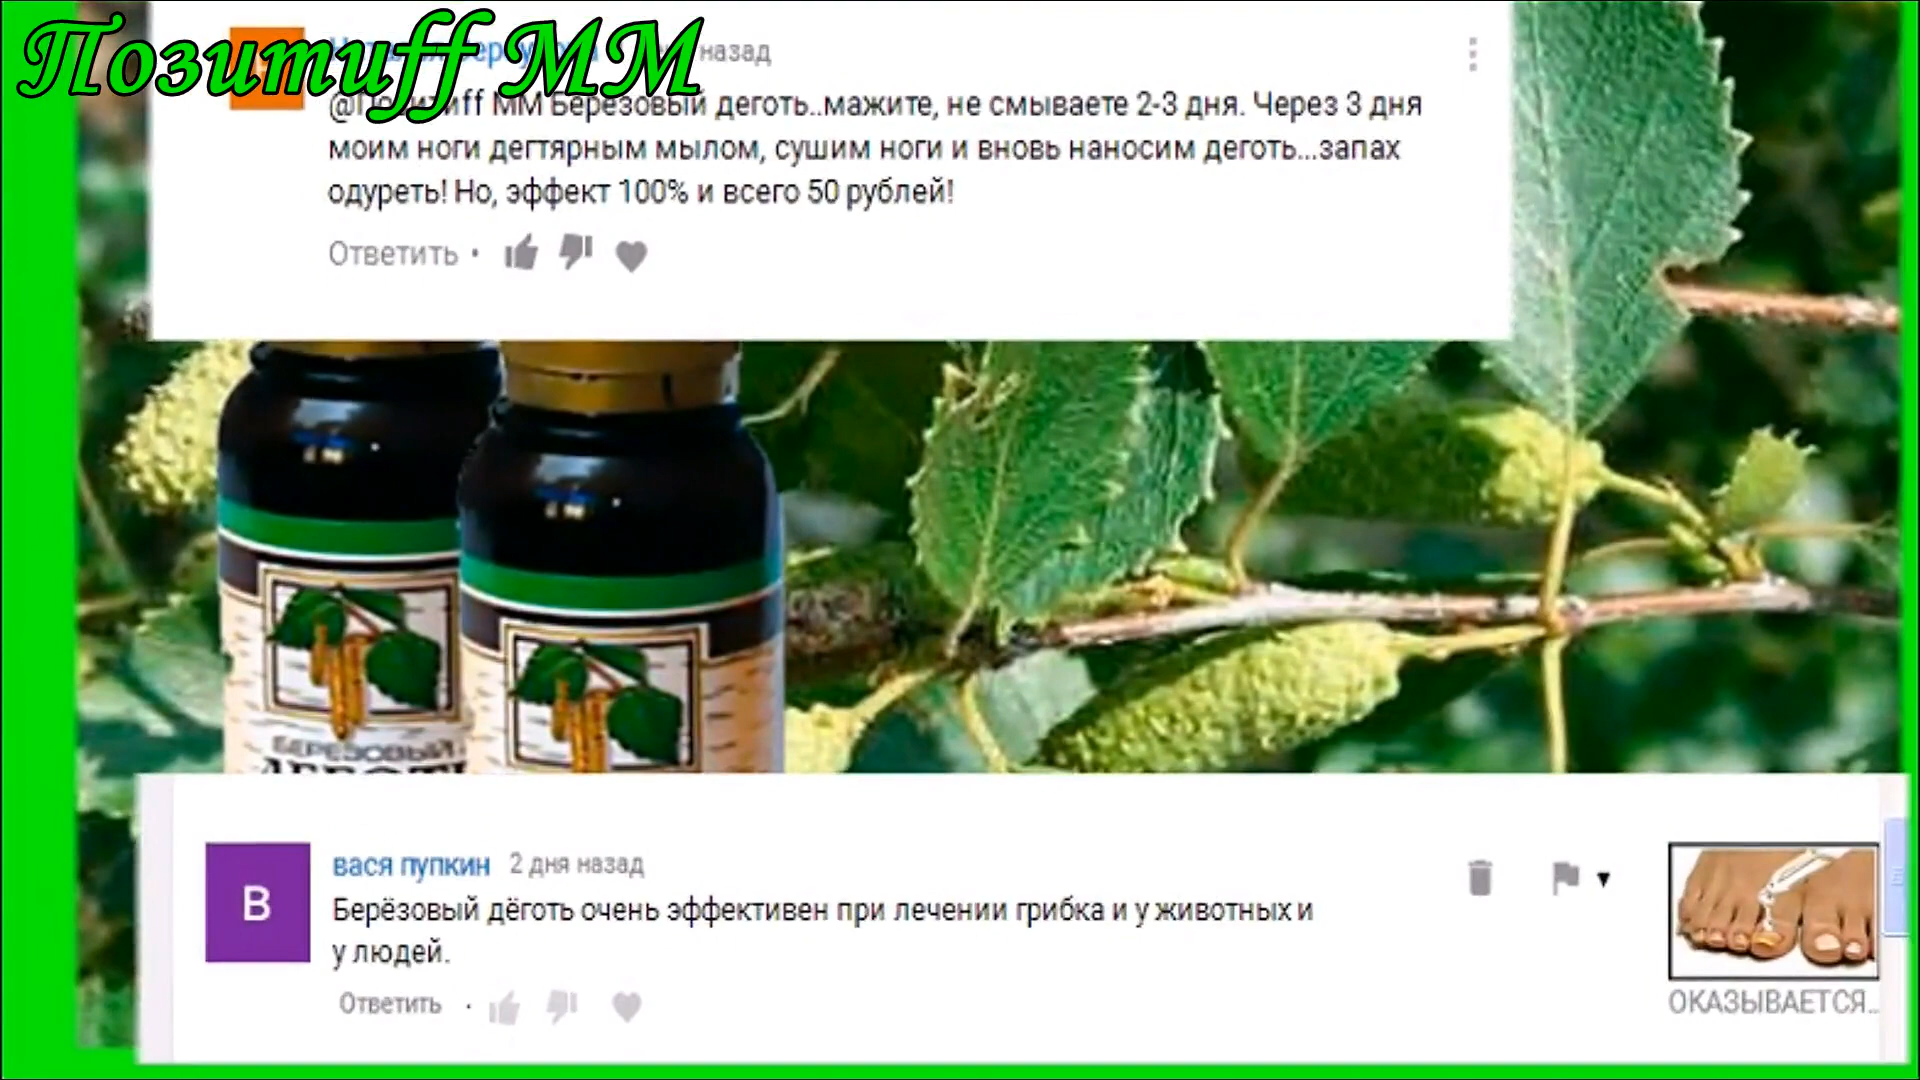 Позитиff ММ
назад
ММ Березовый деготь..мажите, не смываете 2-3 дня. Через 3 дня
моим ноги дегтярным мылом, сушим ноги и вновь наносим деготь...запах
одуреть! Но, эффект 100% и всего 50 рублей!
Ответить •
БЕРЕЗОВЫЙ
В
вася пупкин 2 дня назад
Берёзовый дёготь очень эффективен при лечении грибка и у животных и
у людей.
Ответить •
ОКАЗЫВАЕТСЯ...